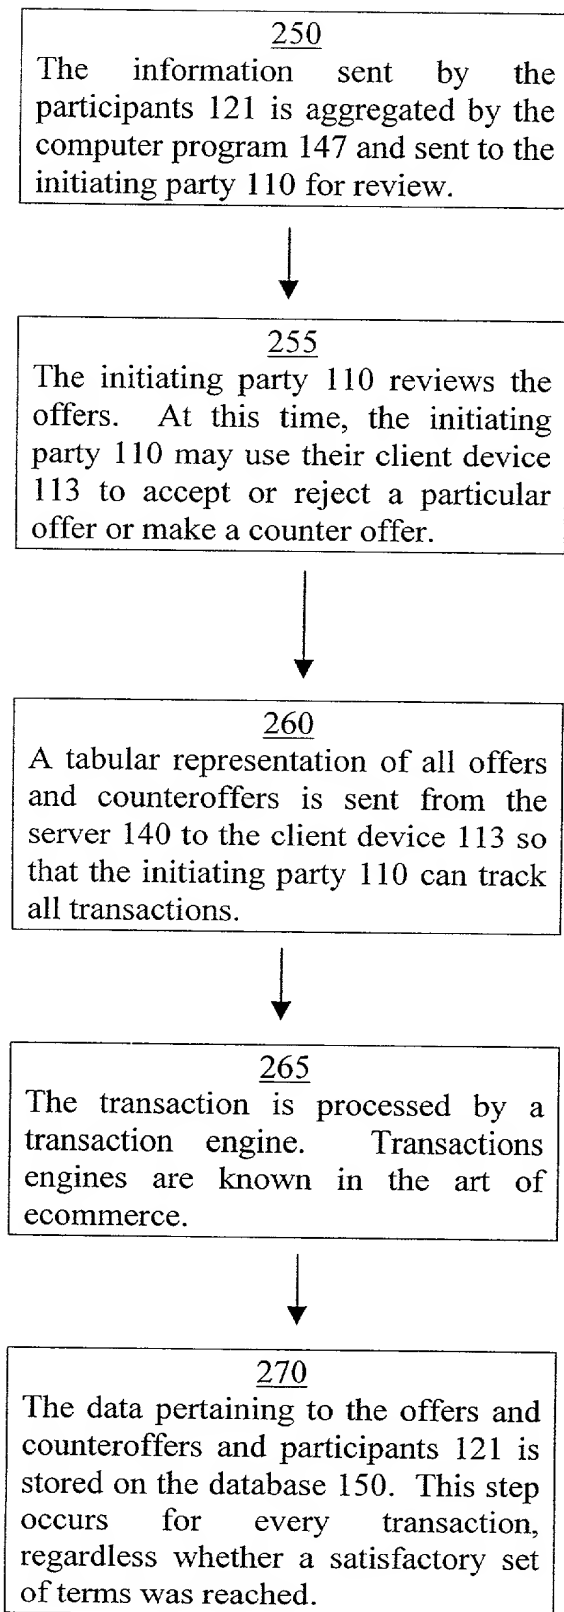 250
The information sent by the
participants 121 is aggregated by the
computer program 147 and sent to the
initiating party 110 for review.
255
The initiating party 110 reviews the
offers. At this time, the initiating
party 110 may use their client device
113 to accept or reject a particular
offer or make a counter offer.
260
A tabular representation of all offers
and counteroffers is sent from the
server 140 to the client device 113 so
that the initiating party 110 can track
all transactions.
265
The transaction is processed by a
transaction engine. Transactions
engines are known in the art of
ecommerce.
270
The data pertaining to the offers and
counteroffers and participants 121 is
stored on the database 150. This step
occurs for every transaction,
regardless whether a satisfactory set
of terms was reached.